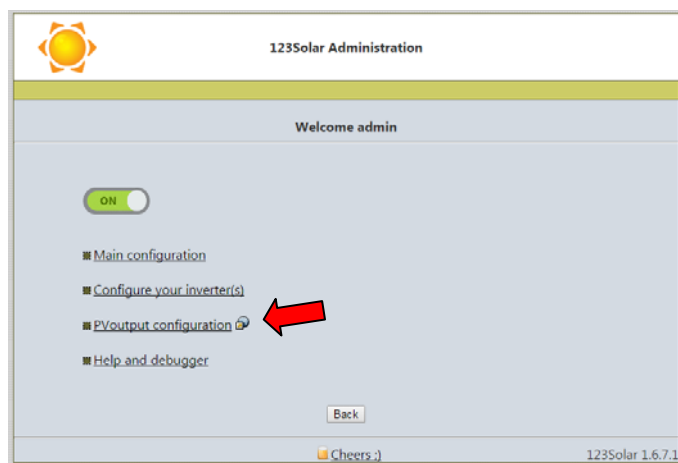 123Solar Administration
Welcome admin
ON
Main configuration
Configure your inverter(s)
PVoutput configuration
Help and debugger
Back
Cheers :)
123Solar 1.6.7.1